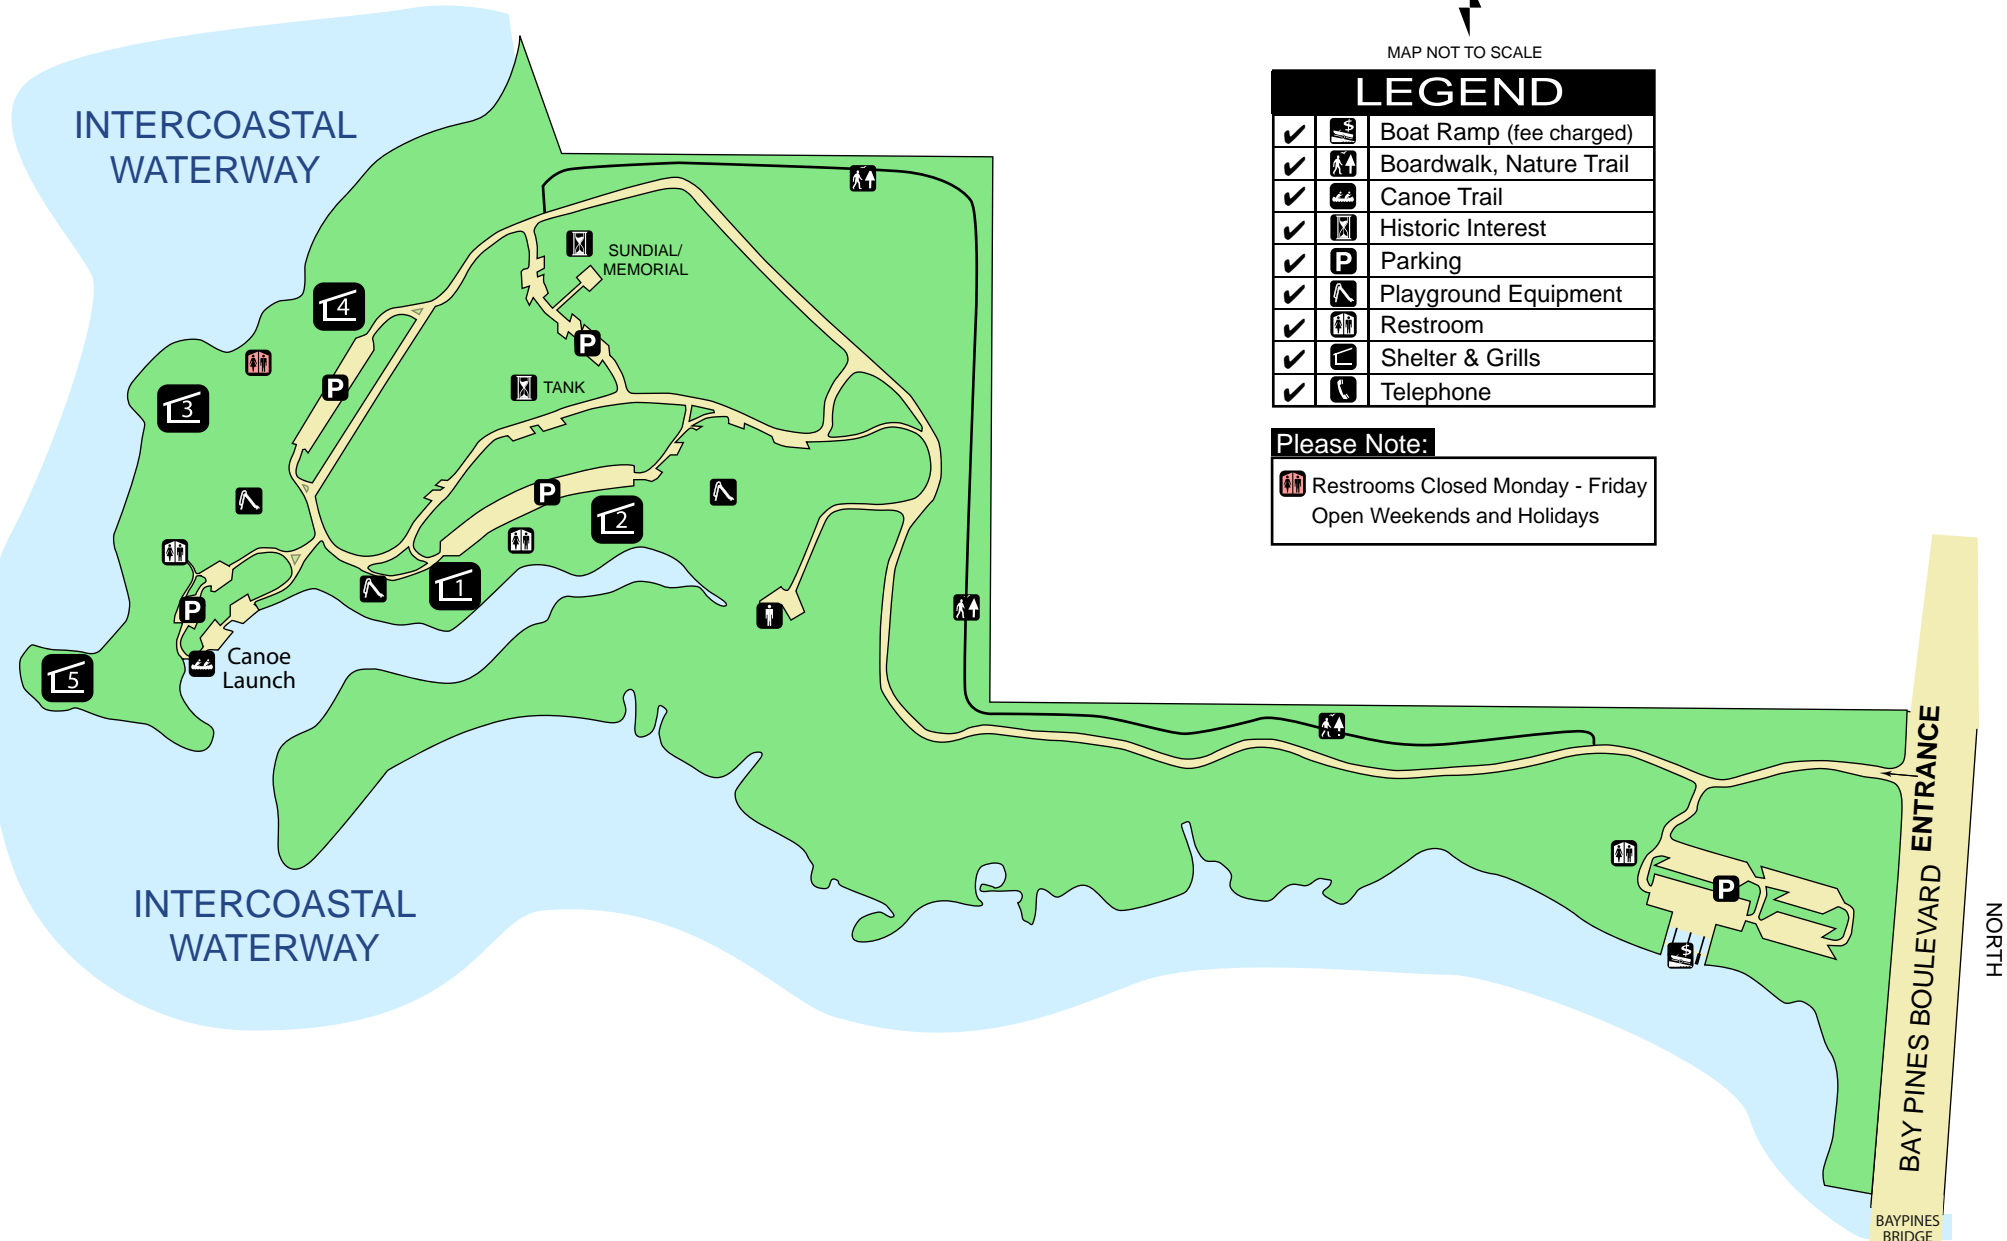 MAP NOT TO SCALE
LEGEND
✔ Boat Ramp (fee charged)
✔ Boardwalk, Nature Trail
✔ Canoe Trail
✔ Historic Interest
✔ P Parking
✔ Playground Equipment
✔ Restroom
✔ Shelter & Grills
✔ Telephone
Please Note:
Restrooms Closed Monday - Friday
Open Weekends and Holidays
INTERCOASTAL
WATERWAY
SUNDIAL/
MEMORIAL
4
P
P
TANK
3
P
2
1
P
Canoe
Launch
5
INTERCOASTAL
WATERWAY
P
$
BAY PINES BOULEVARD ENTRANCE
NORTH
BAYPINES
BRIDGE